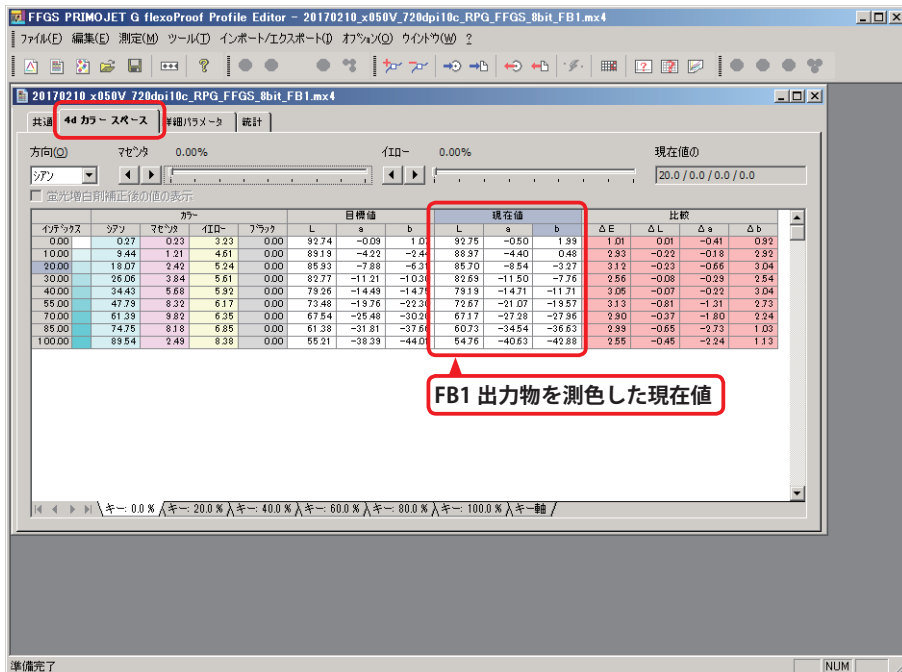 FFGS PRIMOJET G flexoProof Profile Editor - 20170210_x050V_720dpi10c_RPG_FFGS_8bit_FB1.mx4
ファイル(F) 編集(E) 測定(M) ツール(T) インポート/エクスポート(I) オプション(O) ウインドウ(W) ?
20170210_x050V_720dpi10c_RPG_FFGS_8bit_FB1.mx4
共通 4d カラー スペース 詳細パラメータ 統計
方向(O) マゼンタ 0.00% イエロー 0.00% 現在値の
シアン 20.0 / 0.0 / 0.0 / 0.0
蛍光増白剤補正後の値の表示
カラー 目標値 現在値 比較
インデックス シアン マゼンタ イエロー ブラック L a b L a b ΔE ΔL Δa Δb
0.00 0.27 0.23 3.23 0.00 92.74 -0.09 1.07 92.75 -0.50 1.99 1.01 0.01 -0.41 0.92
10.00 9.44 1.21 4.61 0.00 89.19 -4.22 -2.44 88.97 -4.40 0.48 2.93 -0.22 -0.18 2.92
20.00 18.07 2.42 5.24 0.00 85.93 -7.88 -6.31 85.70 -8.54 -3.27 3.12 -0.23 -0.66 3.04
30.00 26.06 3.84 5.61 0.00 82.77 -11.21 -10.30 82.69 -11.50 -7.76 2.56 -0.08 -0.29 2.54
40.00 34.43 5.68 5.92 0.00 79.26 -14.49 -14.75 79.19 -14.71 -11.71 3.05 -0.07 -0.22 3.04
55.00 47.79 8.32 6.17 0.00 73.48 -19.76 -22.30 72.67 -21.07 -19.57 3.13 -0.81 -1.31 2.73
70.00 61.39 9.82 6.35 0.00 67.54 -25.48 -30.20 67.17 -27.28 -27.96 2.90 -0.37 -1.80 2.24
85.00 74.75 8.18 6.85 0.00 61.38 -31.81 -37.66 60.73 -34.54 -36.63 2.99 -0.65 -2.73 1.03
100.00 89.54 2.49 8.38 0.00 55.21 -38.39 -44.01 54.76 -40.63 -42.88 2.55 -0.45 -2.24 1.13
FB1 出力物を測色した現在値
キー: 0.0 % キー: 20.0 % キー: 40.0 % キー: 60.0 % キー: 80.0 % キー: 100.0 % キー軸
準備完了 NUM